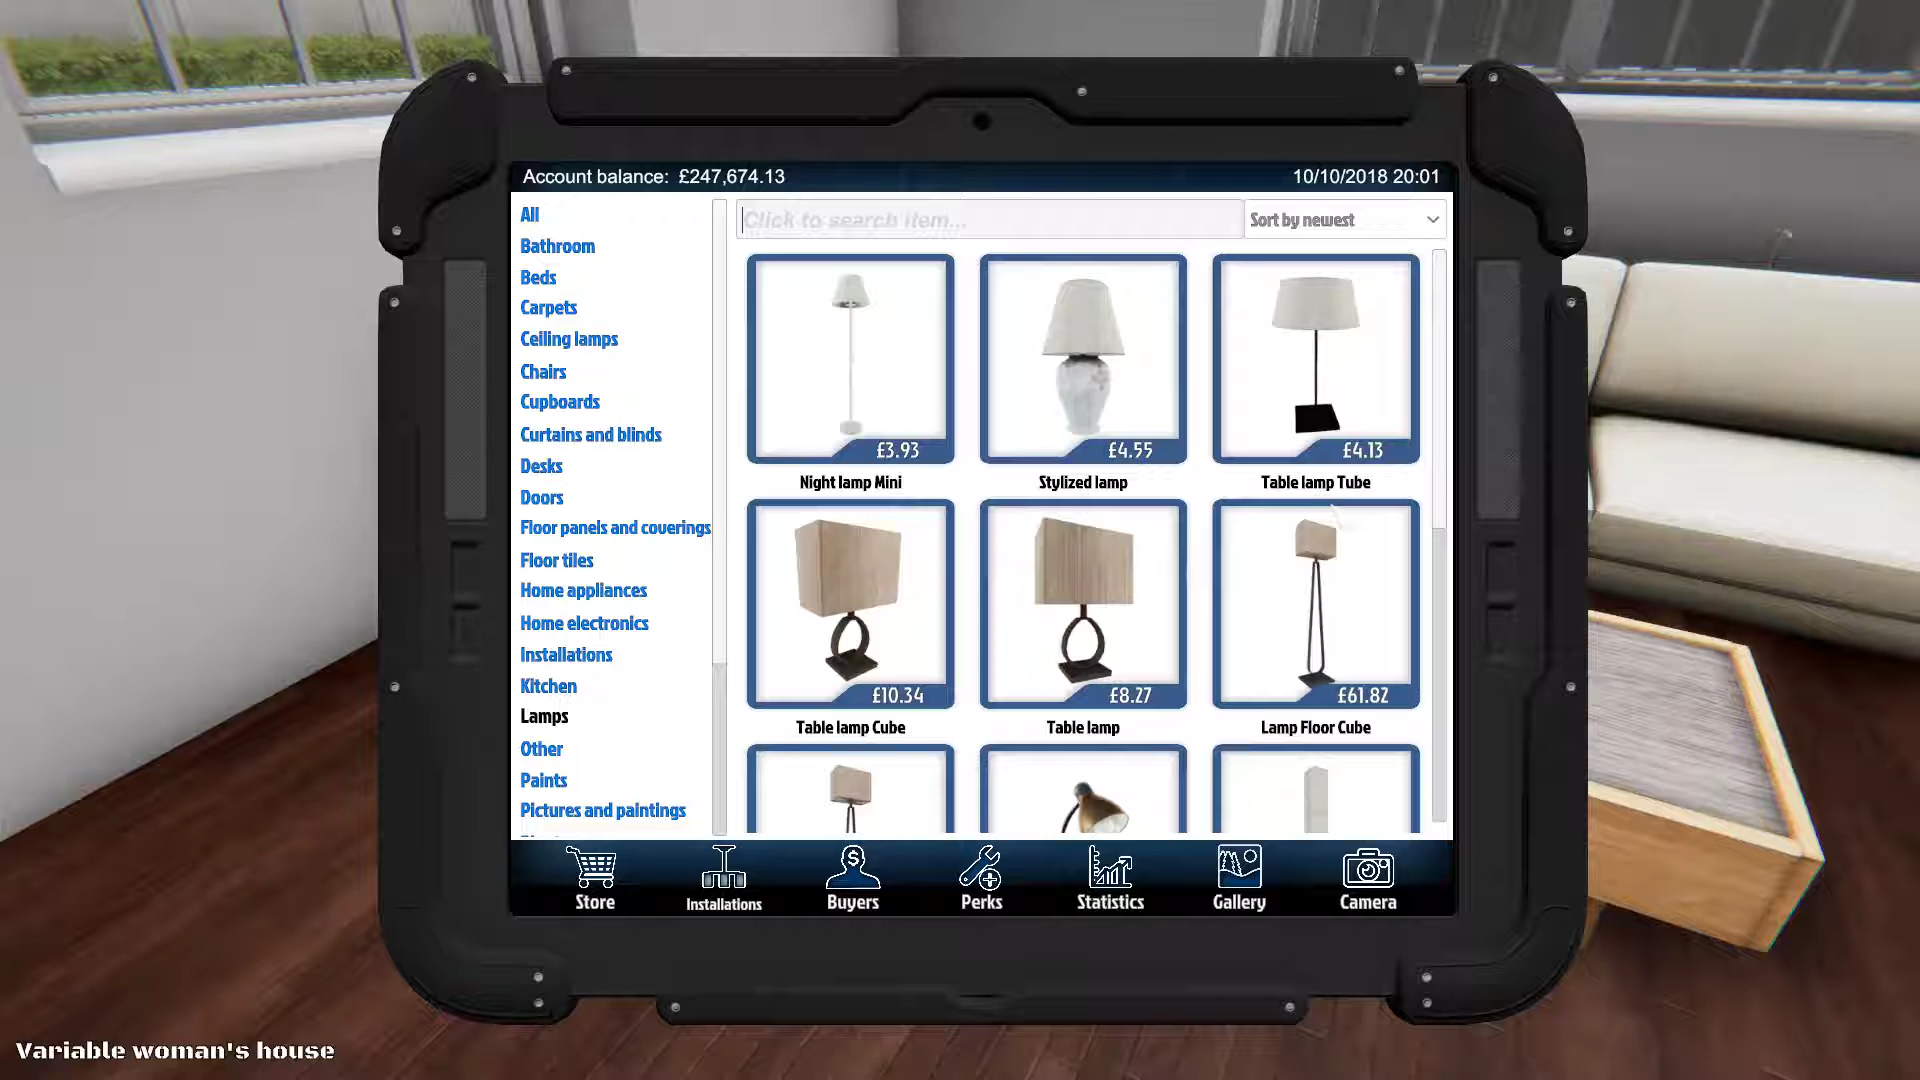 Account balance: £247,674.13
10/10/2018 20:01
All
Bathroom
Beds
Carpets
Ceiling lamps
Chairs
Cupboards
Curtains and blinds
Desks
Doors
Floor panels and coverings
Floor tiles
Home appliances
Home electronics
Installations
Kitchen
Lamps
Other
Paints
Pictures and paintings
Click to search item...
Sort by newest
£3.93
£4.55
£4.13
Night lamp Mini
Stylized lamp
Table lamp Tube
£10.34
£8.27
£61.82
Table lamp Cube
Table lamp
Lamp Floor Cube
Store
Installations
Buyers
Perks
Statistics
Gallery
Camera
Variable woman's house